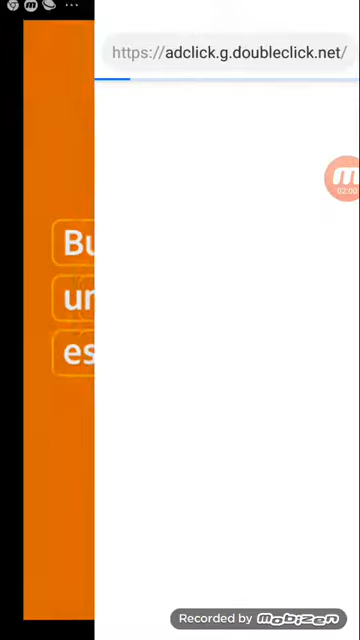 https://adclick.g.doubleclick.net/
Bu
un
es
02:00
Recorded by Mobizen